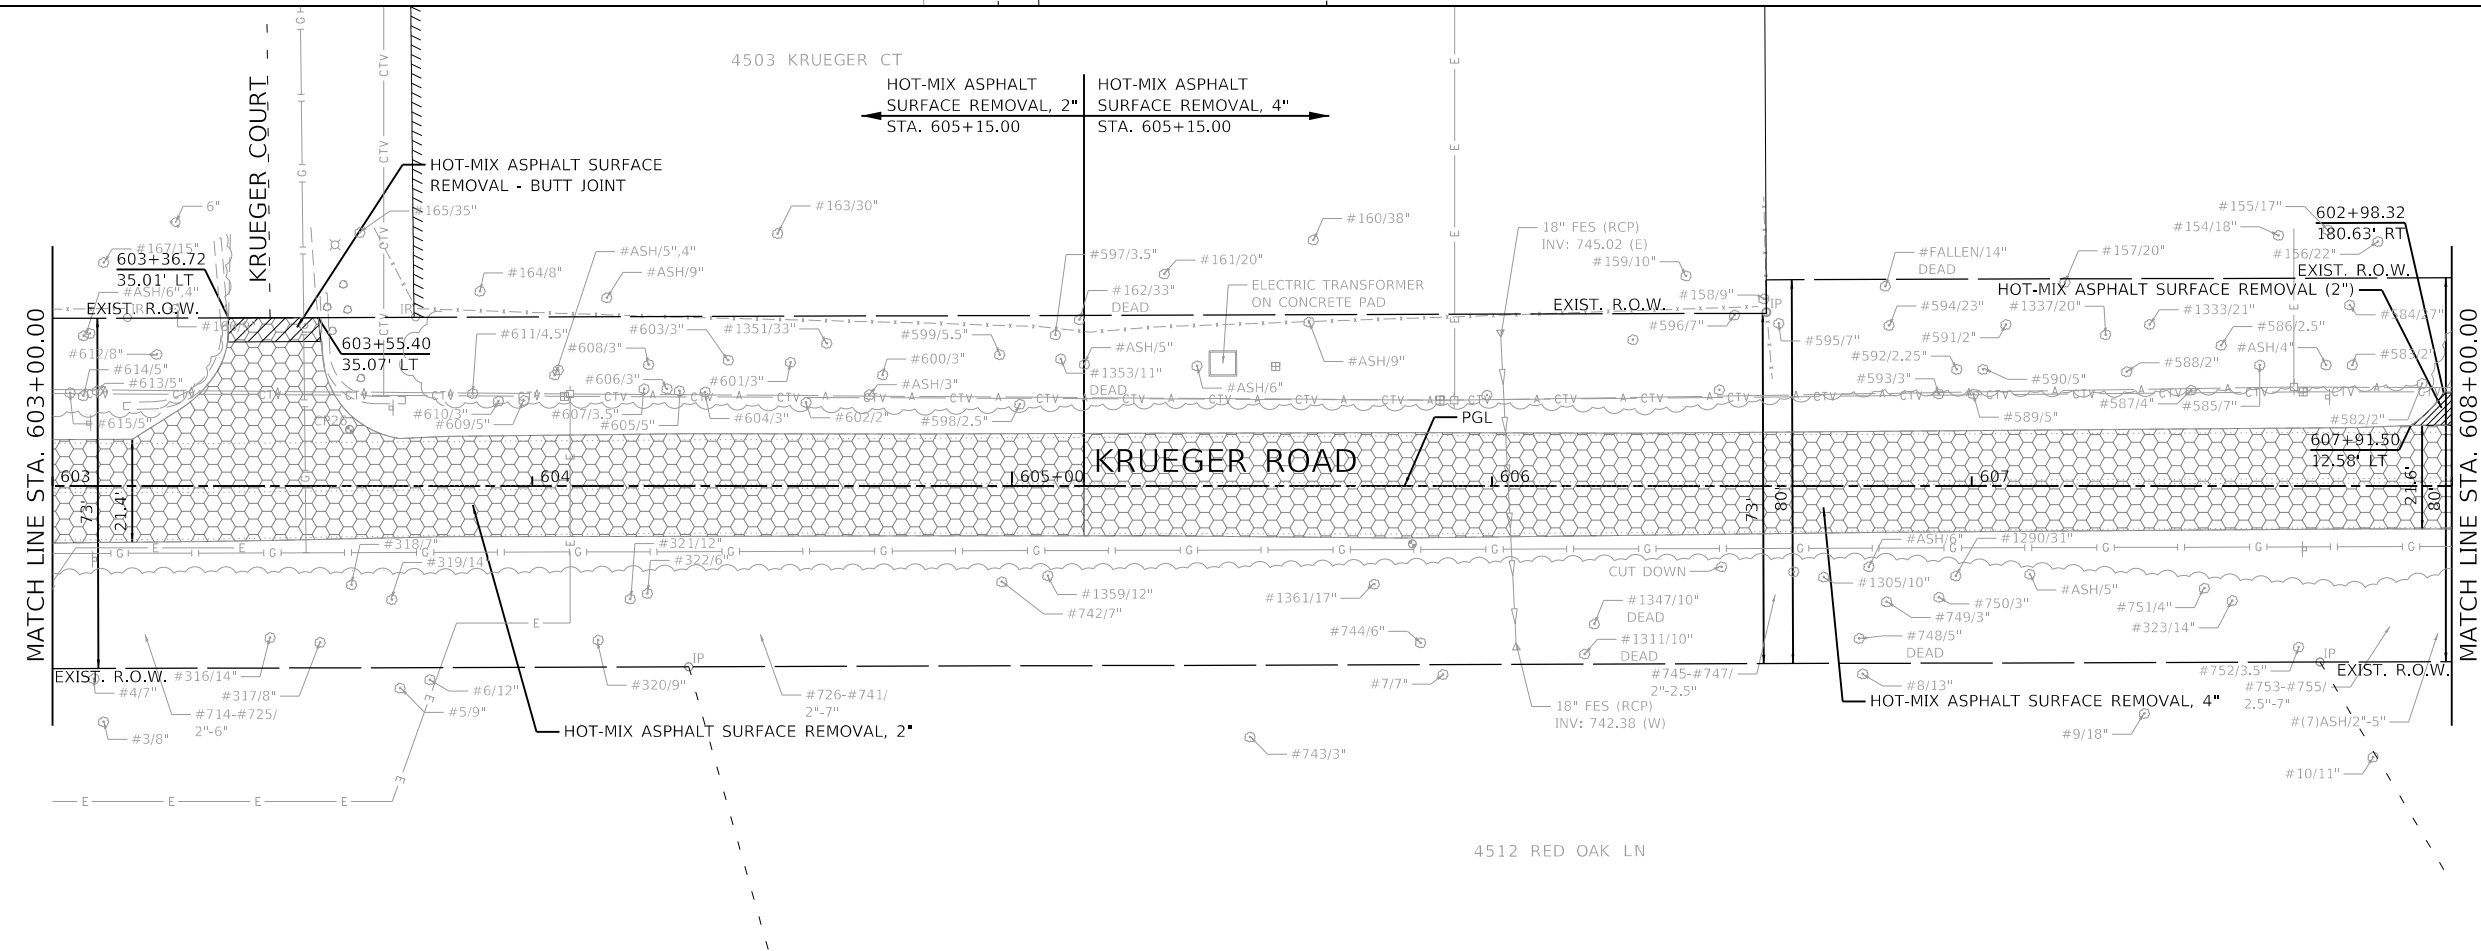 4503 KRUEGER CT
HOT-MIX ASPHALT
SURFACE REMOVAL, 2"
STA. 605+15.00
HOT-MIX ASPHALT
SURFACE REMOVAL, 4"
STA. 605+15.00
KRUEGER COURT
HOT-MIX ASPHALT SURFACE
REMOVAL - BUTT JOINT
6"
#165/35"
#163/30"
#160/38"
18" FES (RCP)
INV: 745.02 (E)
#159/10"
#155/17"
602+98.32
180.63' RT
#154/18"
#156/22"
#167/15"
603+36.72
35.01' LT
#ASH/6",4"
EXIST. R.O.W.
IR
#ASH/5",4"
#ASH/9"
#164/8"
IR
#597/3.5"
#161/20"
#162/33"
DEAD
ELECTRIC TRANSFORMER
ON CONCRETE PAD
EXIST. R.O.W.
#158/9"
IP
#FALLEN/14"
DEAD
#157/20"
EXIST. R.O.W.
HOT-MIX ASPHALT SURFACE REMOVAL (2")
#594/23"
#1337/20"
#1333/21"
#584/27"
#586/2.5"
#596/7"
#595/7"
#591/2"
#592/2.25"
#ASH/4"
#583/2"
#588/2"
#590/5"
#593/3"
#589/5"
#587/4"
#585/7"
#582/2"
#612/8"
#614/5"
#613/5"
#615/5"
603+55.40
35.07' LT
#611/4.5"
#603/3"
#1351/33"
#599/5.5"
#608/3"
#600/3"
#ASH/5"
#606/3"
#601/3"
#ASH/3"
#1353/11"
DEAD
#ASH/6"
#ASH/9"
#610/3"
#609/5"
#607/3.5"
#605/5"
#604/3"
#602/2"
#598/2.5"
PGL
607+91.50
12.58' LT
MATCH LINE STA. 603+00.00
MATCH LINE STA. 608+00.00
KRUEGER ROAD
603
604
605+00
606
607
73'
21.4'
73'
80'
21.6'
80'
#318/7"
#319/14"
#321/12"
#322/6"
#1359/12"
#742/7"
#1361/17"
CUT DOWN
#ASH/6"
#1290/31"
#1305/10"
#ASH/5"
#750/3"
#749/3"
#751/4"
#323/14"
#1347/10"
DEAD
#744/6"
#1311/10"
DEAD
#748/5"
DEAD
EXIST. R.O.W.
#316/14"
#317/8"
#4/7"
#714-#725/
2"-6"
#3/8"
#6/12"
#5/9"
#320/9"
IP
#726-#741/
2"-7"
#7/7"
#745-#747/
2"-2.5"
#8/13"
IP
#752/3.5"
EXIST. R.O.W.
#753-#755/
2.5"-7"
#(7)ASH/2"-5"
HOT-MIX ASPHALT SURFACE REMOVAL, 2"
HOT-MIX ASPHALT SURFACE REMOVAL, 4"
18" FES (RCP)
INV: 742.38 (W)
#743/3"
#9/18"
#10/11"
4512 RED OAK LN